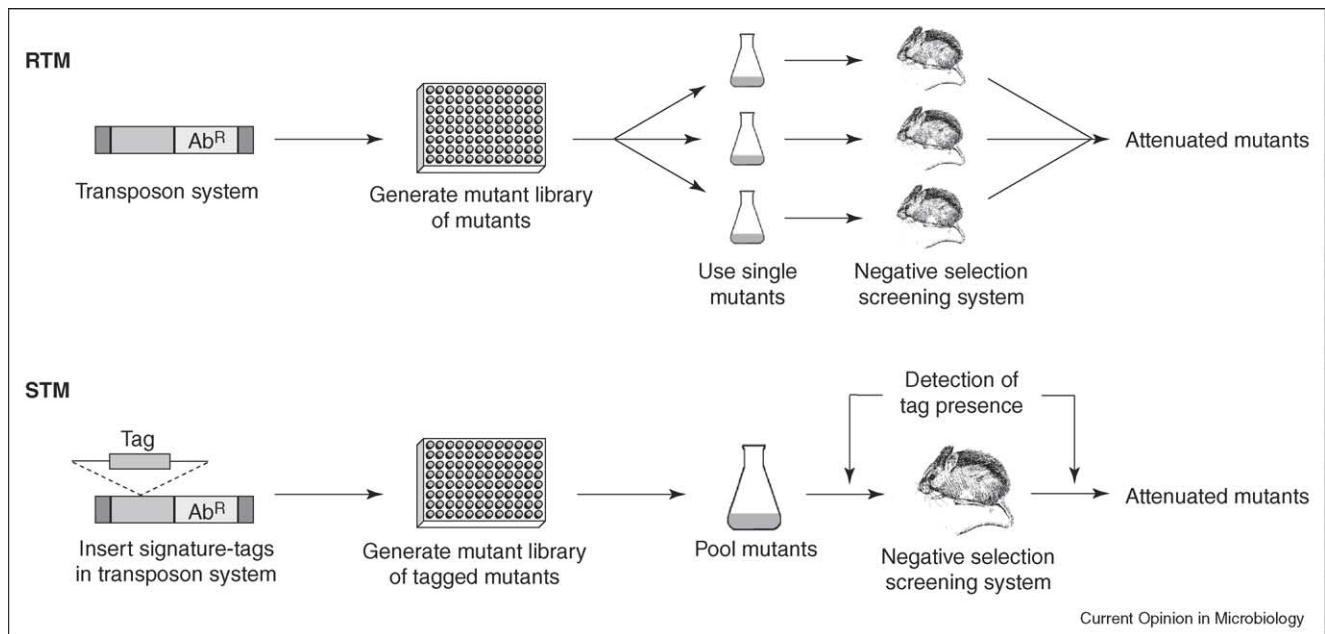 RTM
Ab^R
Transposon system
Generate mutant library
of mutants
Use single
mutants
Negative selection
screening system
Attenuated mutants
STM
Tag
Ab^R
Insert signature-tags
in transposon system
Generate mutant library
of tagged mutants
Pool mutants
Detection of
tag presence
Negative selection
screening system
Attenuated mutants
Current Opinion in Microbiology